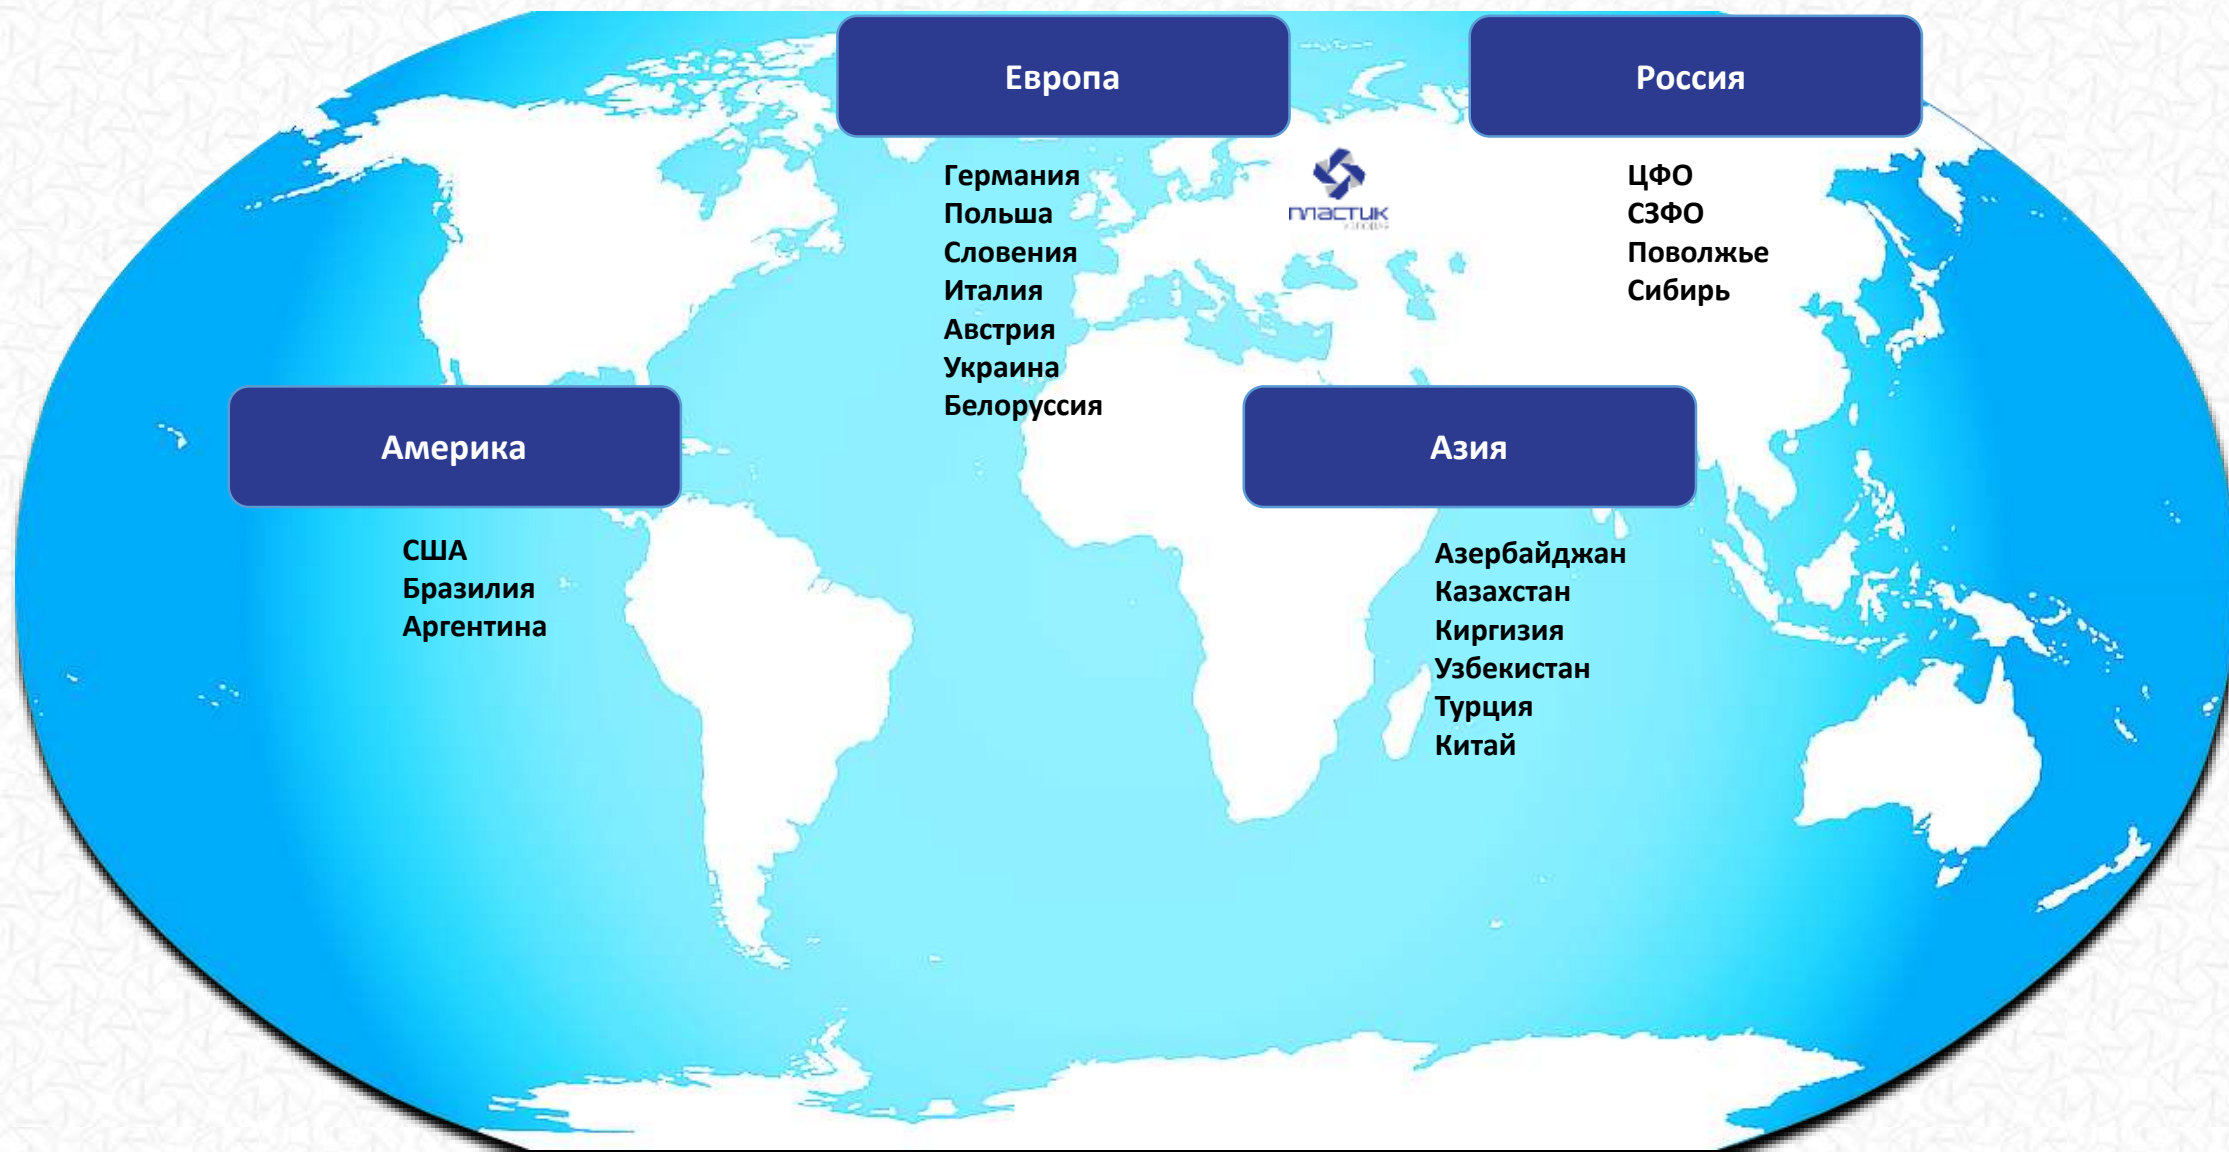 Европа
Германия
Польша
Словения
Италия
Австрия
Украина
Белоруссия
Россия
ЦФО
СЗФО
Поволжье
Сибирь
пластик
Америка
США
Бразилия
Аргентина
Азия
Азербайджан
Казахстан
Киргизия
Узбекистан
Турция
Китай